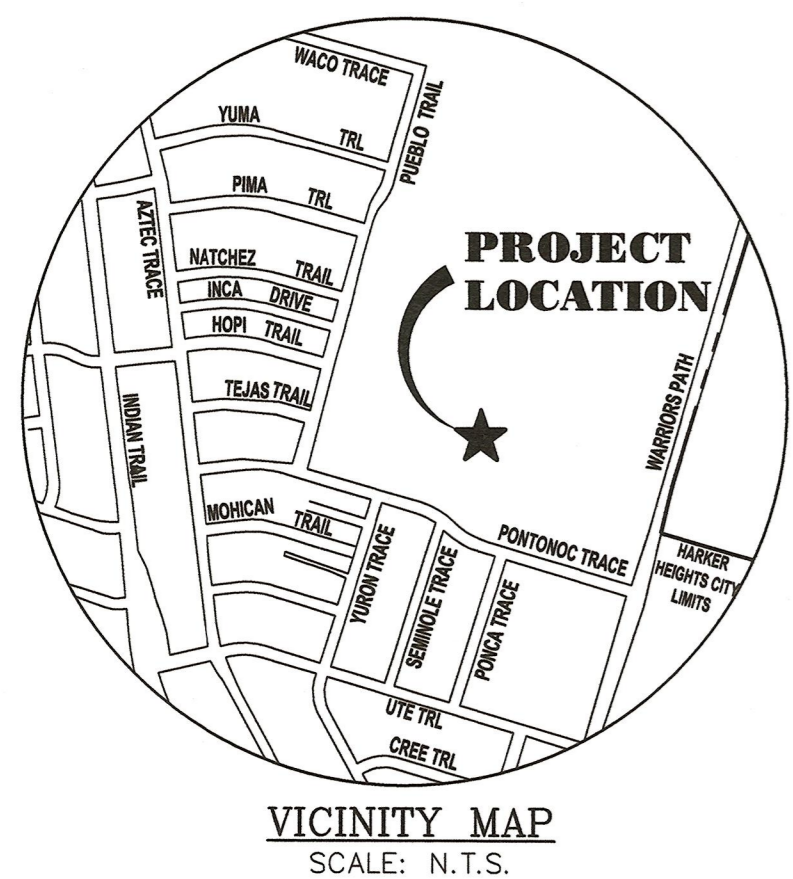 WACO TRACE
PUEBLO TRAIL
YUMA TRL
PIMA TRL
AZTEC TRACE
NATCHEZ TRAIL
INCA DRIVE
HOPI TRAIL
TEJAS TRAIL
PROJECT
LOCATION
WARRIORS PATH
INDIAN TRAIL
MOHICAN TRAIL
YURON TRACE
SEMINOLE TRACE
PONCA TRACE
PONTONOC TRACE
HARKER
HEIGHTS CITY
LIMITS
UTE TRL
CREE TRL
VICINITY MAP
SCALE: N.T.S.